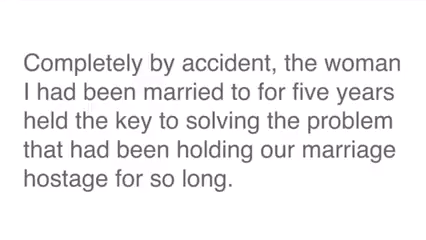 Completely by accident, the woman
I had been married to for five years
held the key to solving the problem
that had been holding our marriage
hostage for so long.